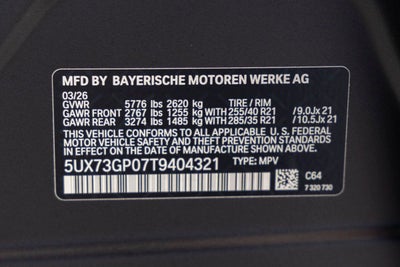 MFD BY BAYERISCHE MOTOREN WERKE AG
03/26
GVWR 5776 lbs 2620 kg TIRE / RIM
GAWR FRONT 2767 lbs 1255 kg WITH 255/40 R21 /9.0Jx 21
GAWR REAR 3274 lbs 1485 kg WITH 285/35 R21 /10.5Jx 21
THIS VEHICLE CONFORMS TO ALL APPLICABLE U.S. FEDERAL
MOTOR VEHICLE SAFETY AND THEFT PREVENTION STANDARDS
IN EFFECT ON THE DATE OF MANUFACTURE SHOWN ABOVE.
5UX73GP07T9404321 TYPE: MPV
C64
7 320 730